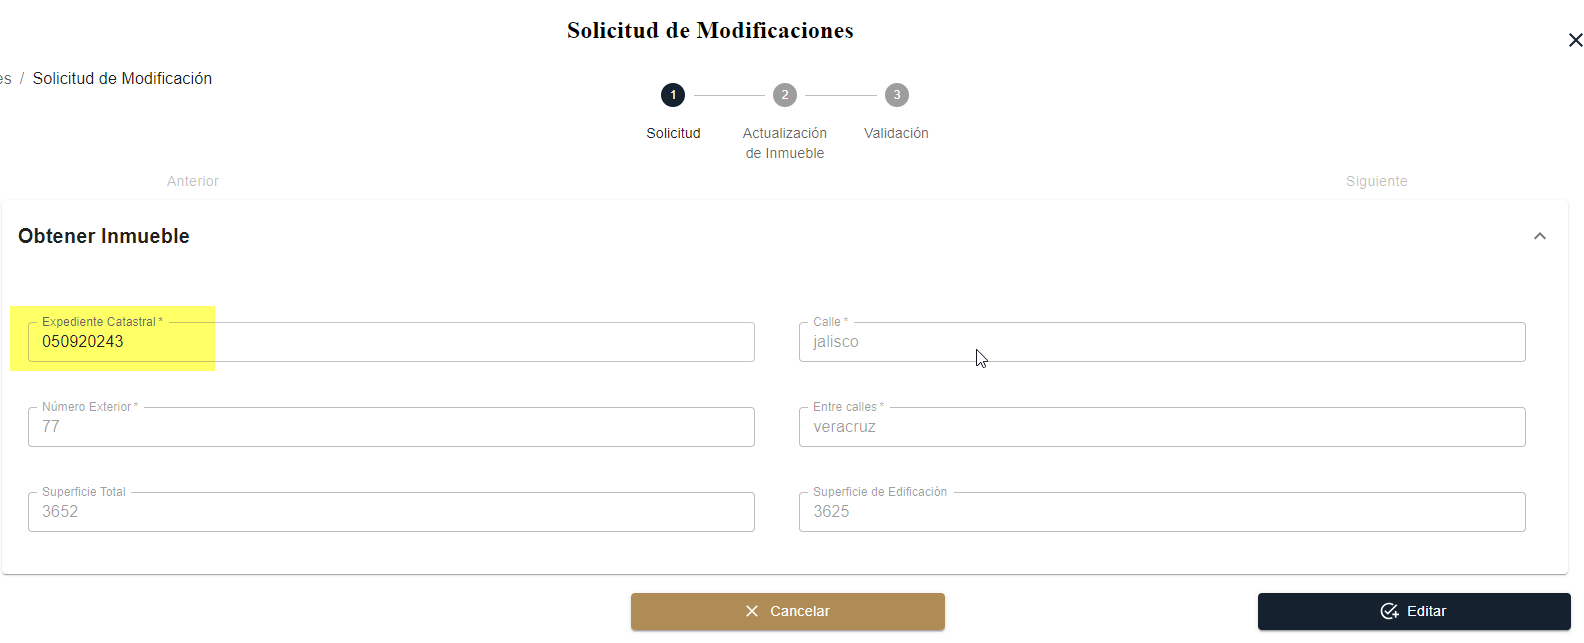 Solicitud de Modificaciones
es / Solicitud de Modificación
1 2 3
Solicitud
Actualización
de Inmueble
Validación
Anterior
Siguiente
Obtener Inmueble
Expediente Catastral *
050920243
Calle *
jalisco
Número Exterior *
77
Entre calles *
veracruz
Superficie Total
3652
Superficie de Edificación
3625
Cancelar
Editar